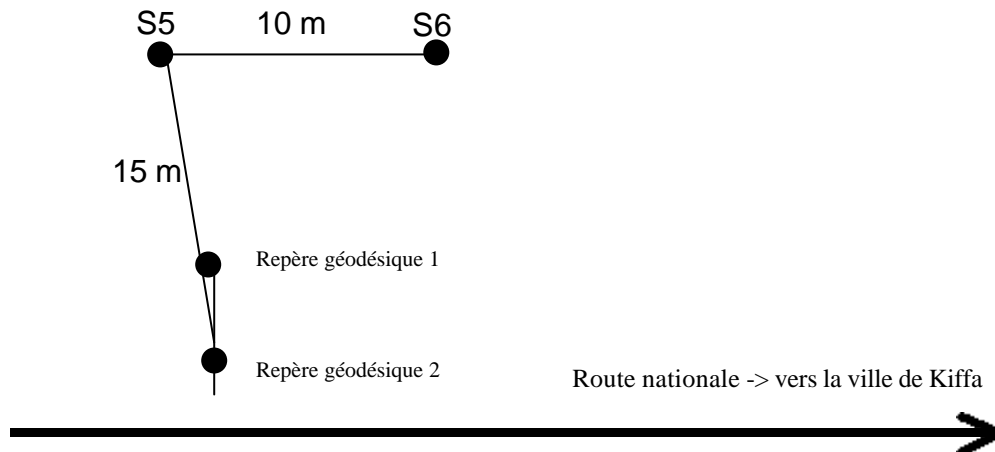 S5 10 m S6
15 m
Repère géodésique 1
Repère géodésique 2
Route nationale -> vers la ville de Kiffa